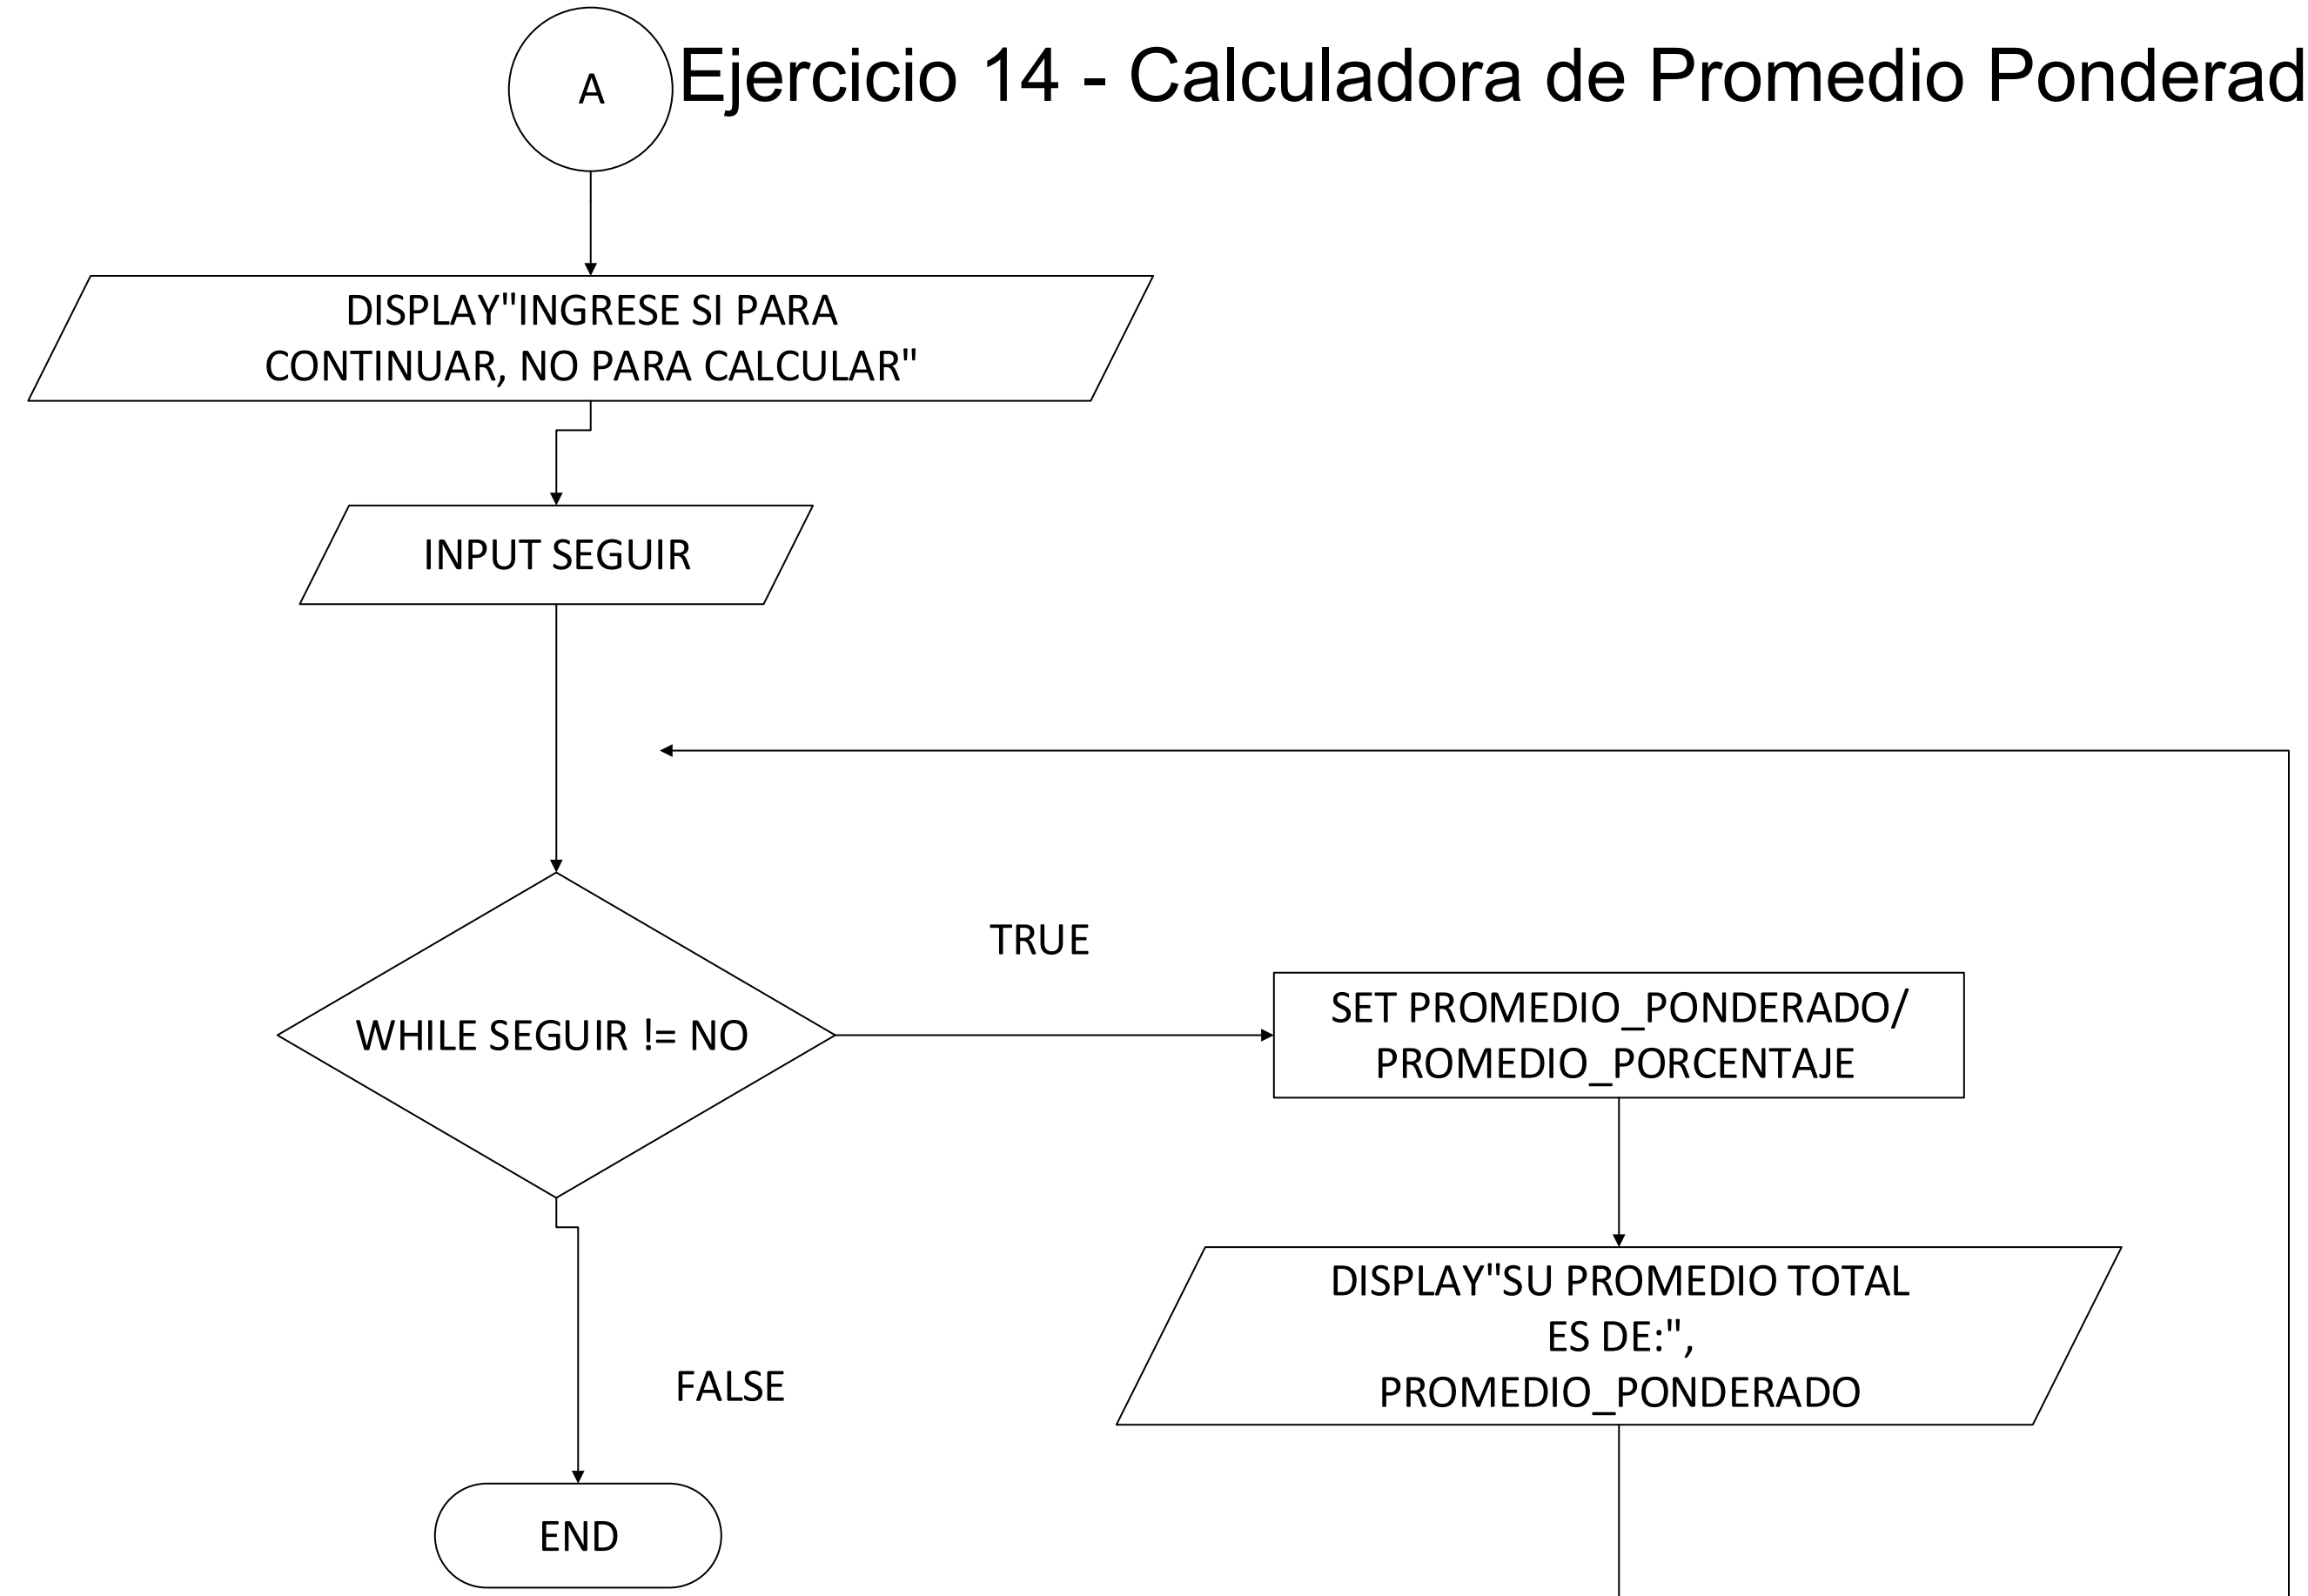 A
Ejercicio 14 - Calculadora de Promedio Ponderad
DISPLAY"INGRESE SI PARA
CONTINUAR, NO PARA CALCULAR"
INPUT SEGUIR
TRUE
WHILE SEGUIR != NO
SET PROMEDIO_PONDERADO/
PROMEDIO_PORCENTAJE
DISPLAY"SU PROMEDIO TOTAL
ES DE:",
PROMEDIO_PONDERADO
FALSE
END